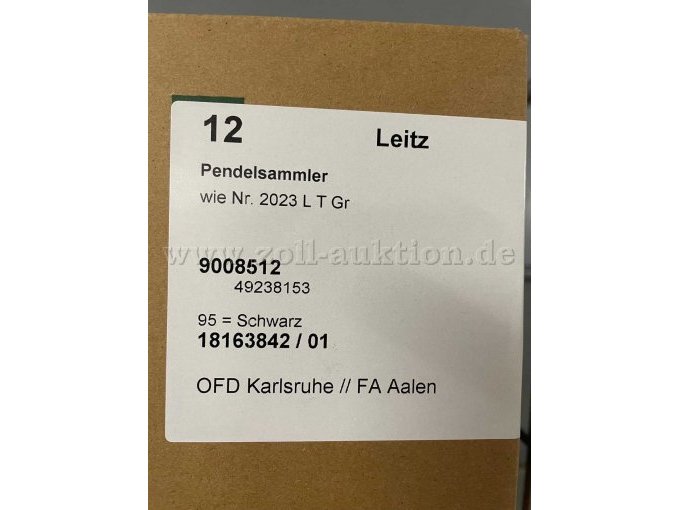 12 Leitz
Pendelsammler
wie Nr. 2023 L T Gr
www.zoll-auktion.de
9008512
49238153
95 = Schwarz
18163842 / 01
OFD Karlsruhe // FA Aalen